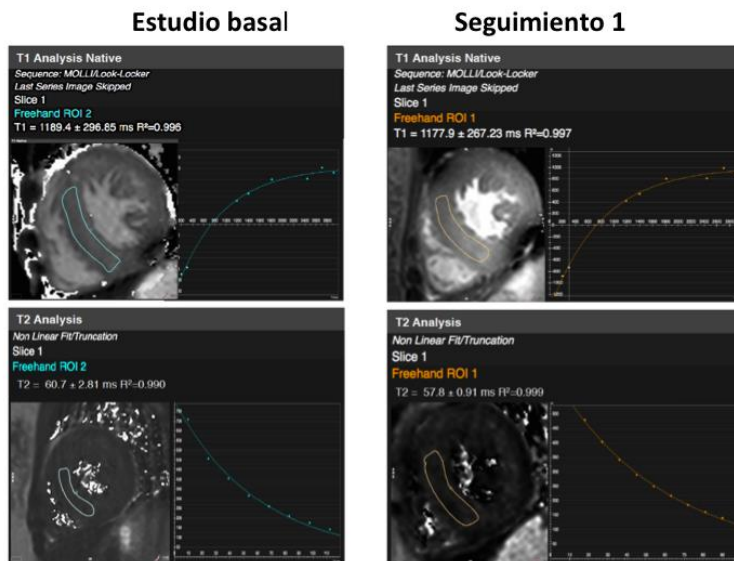 Estudio basal
Seguimiento 1
T1 Analysis Native
Sequence: MOLLI/Look-Locker
Last Series Image Skipped
Slice 1
Freehand ROI 2
T1 = 1189.4 ± 296.85 ms R²=0.996
T1 Analysis Native
Sequence: MOLLI/Look-Locker
Last Series Image Skipped
Slice 1
Freehand ROI 1
T1 = 1177.9 ± 267.23 ms R²=0.997
T2 Analysis
Non Linear Fit/Truncation
Slice 1
Freehand ROI 2
T2 = 60.7 ± 2.81 ms R²=0.990
T2 Analysis
Non Linear Fit/Truncation
Slice 1
Freehand ROI 1
T2 = 57.8 ± 0.91 ms R²=0.999